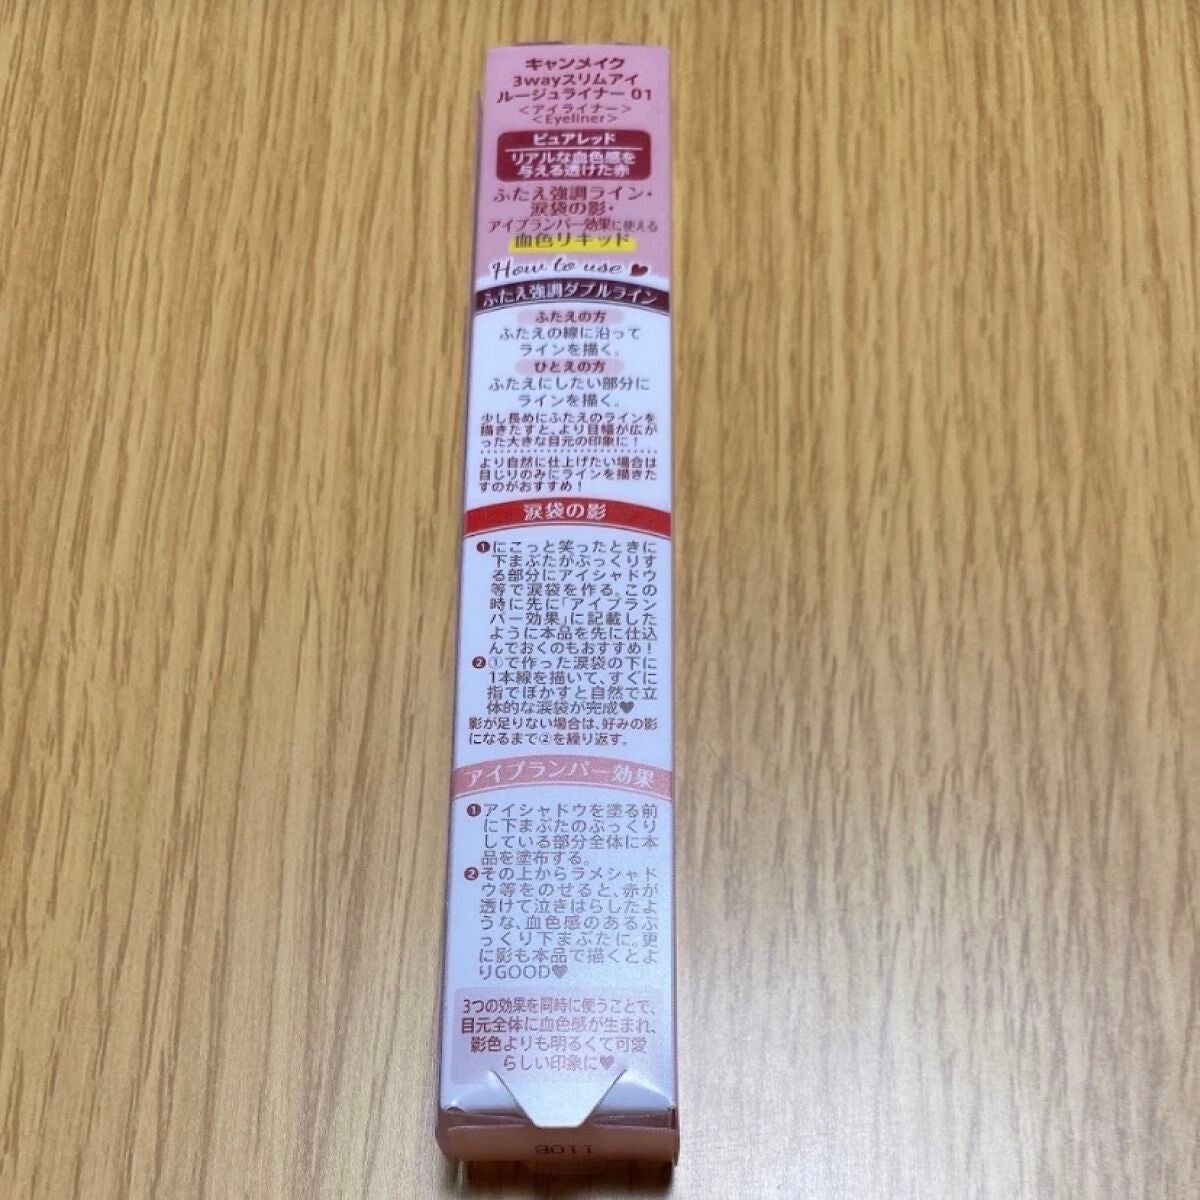 キャンメイク
3wayスリムアイ
ルージュライナー 01
＜アイライナー＞
＜Eyeliner＞
ピュアレッド
リアルな血色感を
与える透けた赤
ふたえ強調ライン・
涙袋の影・
アイプランパー効果に使える
血色リキッド
How to use ♥
ふたえ強調ダブルライン
ふたえの方
ふたえの線に沿って
ラインを描く。
ひとえの方
ふたえにしたい部分に
ラインを描く。
少し長めにふたえのラインを
描きたすと、より目幅が広が
った大きな目元の印象に！
より自然に仕上げたい場合は
目じりのみにラインを描きた
すのがおすすめ！
涙袋の影
❶にこっと笑ったときに
下まぶたがぷっくりす
る部分にアイシャドウ
等で涙袋を作る。この
時に先に「アイプラン
パー効果」に記載した
ように本品を先に仕込
んでおくのもおすすめ！
❷①で作った涙袋の下に
1本線を描いて、すぐに
指でぼかすと自然で立
体的な涙袋が完成♥
影が足りない場合は、好みの影
になるまで②を繰り返す。
アイプランパー効果
❶アイシャドウを塗る前
に下まぶたのぷっくり
している部分全体に本
品を塗布する。
❷その上からラメシャド
ウ等をのせると、赤が
透けて泣きはらしたよ
うな、血色感のあるぷ
っくり下まぶたに。更
に影も本品で描くとよ
りGOOD♥
3つの効果を同時に使うことで、
目元全体に血色感が生まれ、
影色よりも明るくて可愛
らしい印象に♥
110B